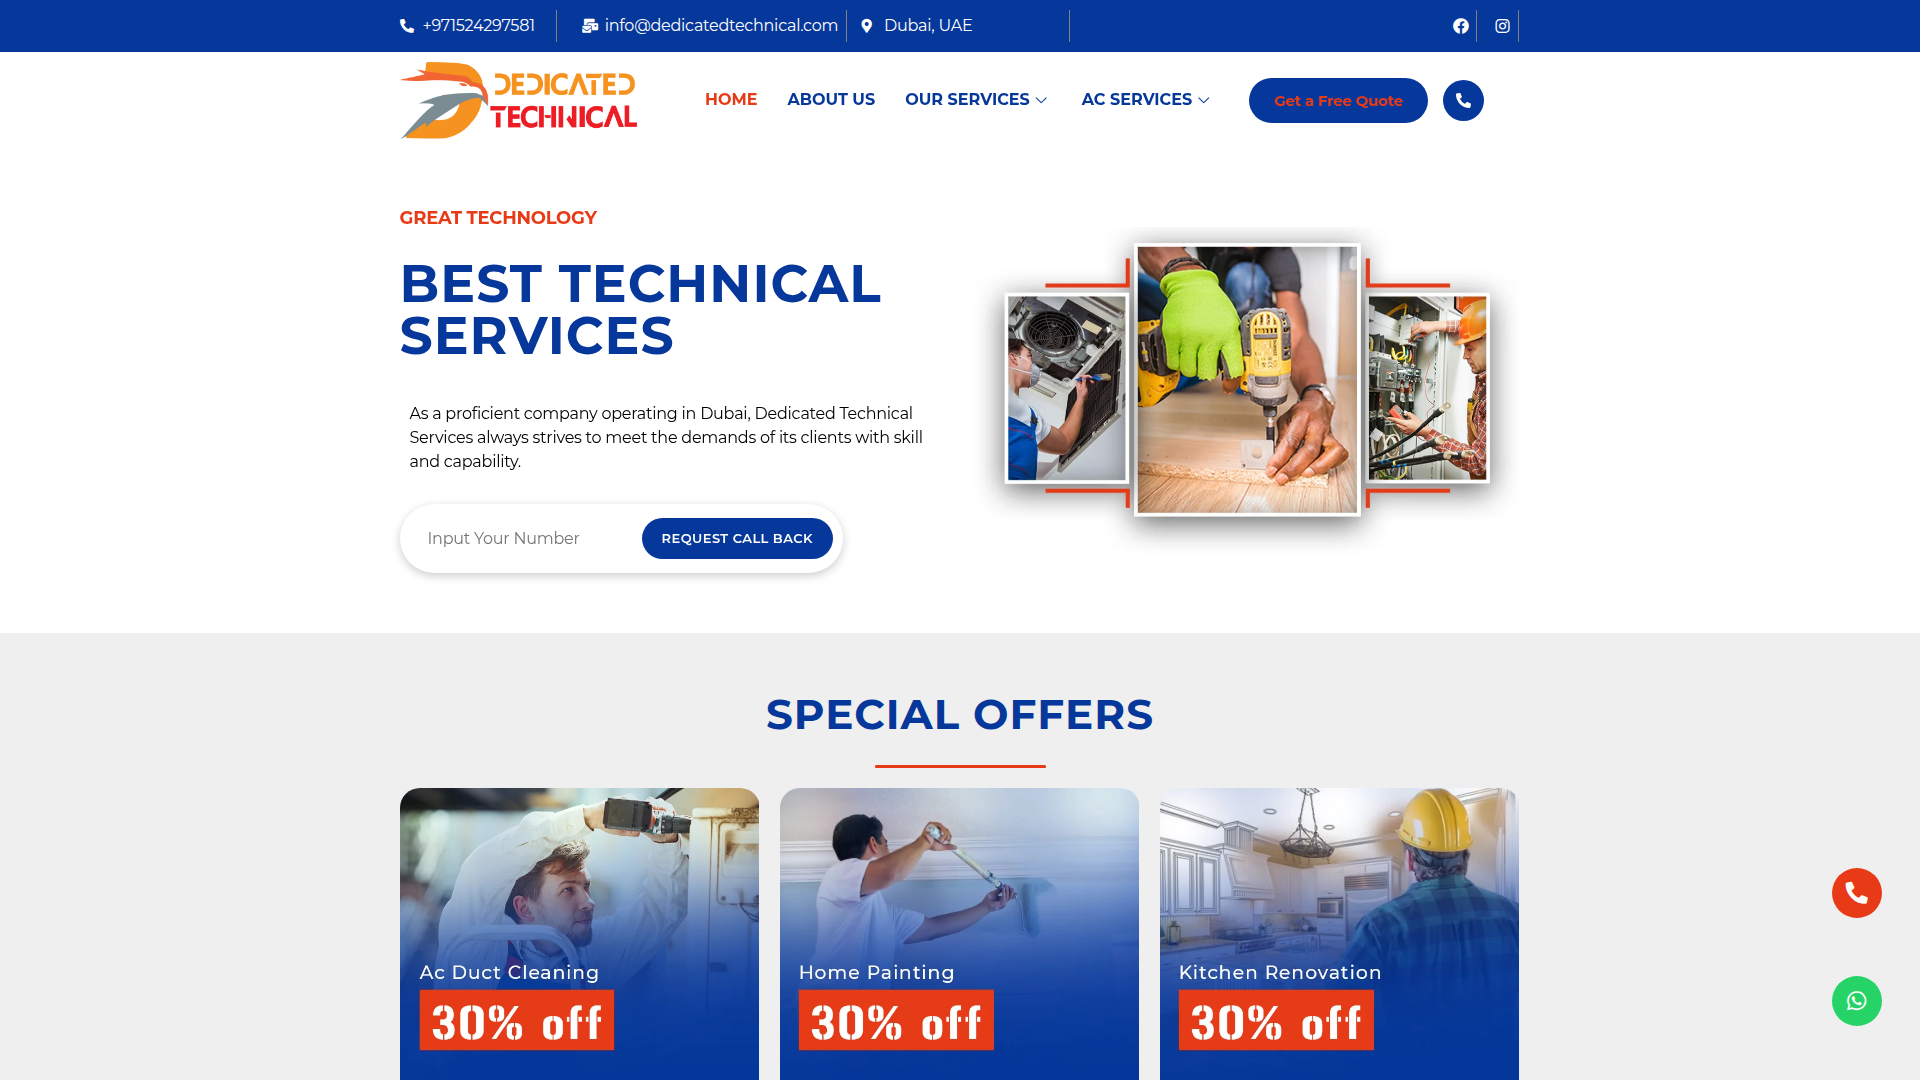 +971524297581
info@dedicatedtechnical.com
Dubai, UAE
DEDICATED
TECHNICAL
HOME
ABOUT US
OUR SERVICES
AC SERVICES
Get a Free Quote
GREAT TECHNOLOGY
BEST TECHNICAL
SERVICES
As a proficient company operating in Dubai, Dedicated Technical
Services always strives to meet the demands of its clients with skill
and capability.
Input Your Number
REQUEST CALL BACK
SPECIAL OFFERS
Ac Duct Cleaning
30% off
Home Painting
30% off
Kitchen Renovation
30% off